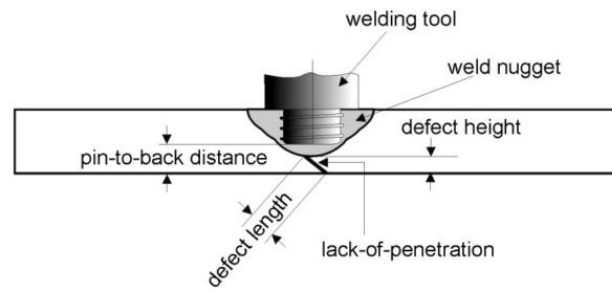 welding tool
weld nugget
defect height
pin-to-back distance
defect length
lack-of-penetration